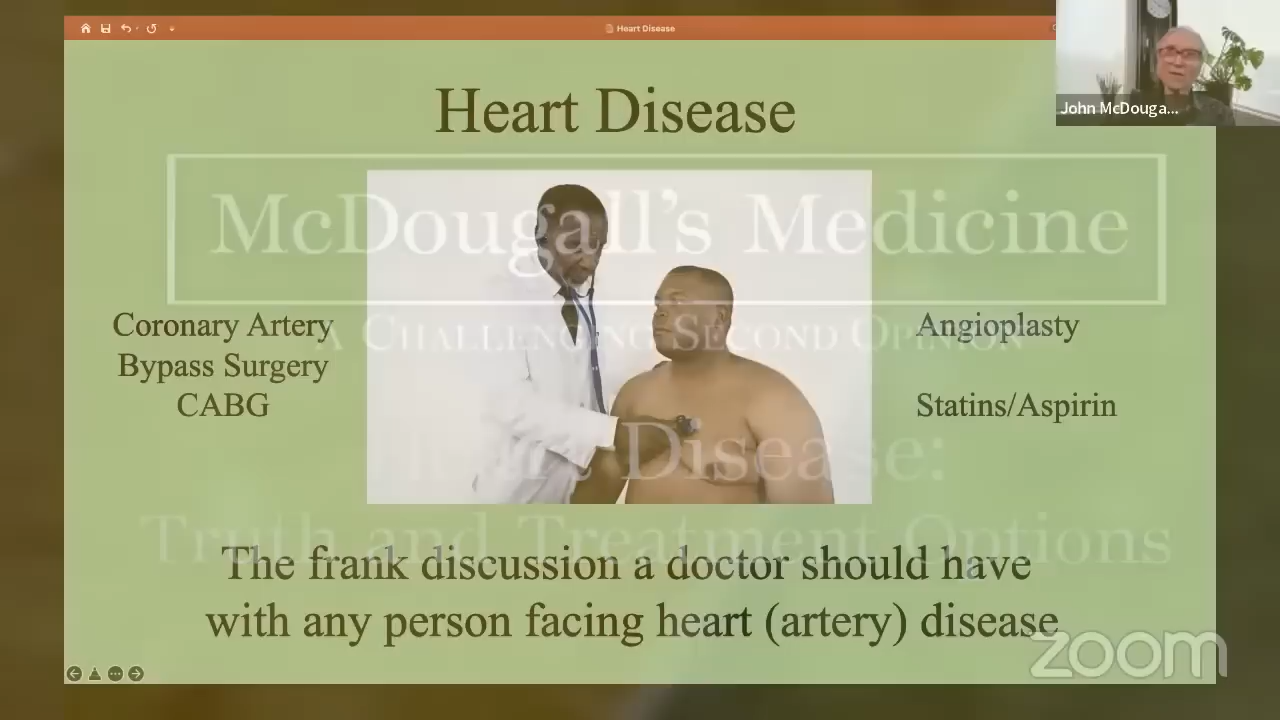 Heart Disease
John McDouga...
Heart Disease
McDougall's Medicine
A Challenging Second Opinion
Coronary Artery
Bypass Surgery
CABG
Angioplasty
Statins/Aspirin
Heart Disease:
Truth and Treatment Options
The frank discussion a doctor should have
with any person facing heart (artery) disease
zoom